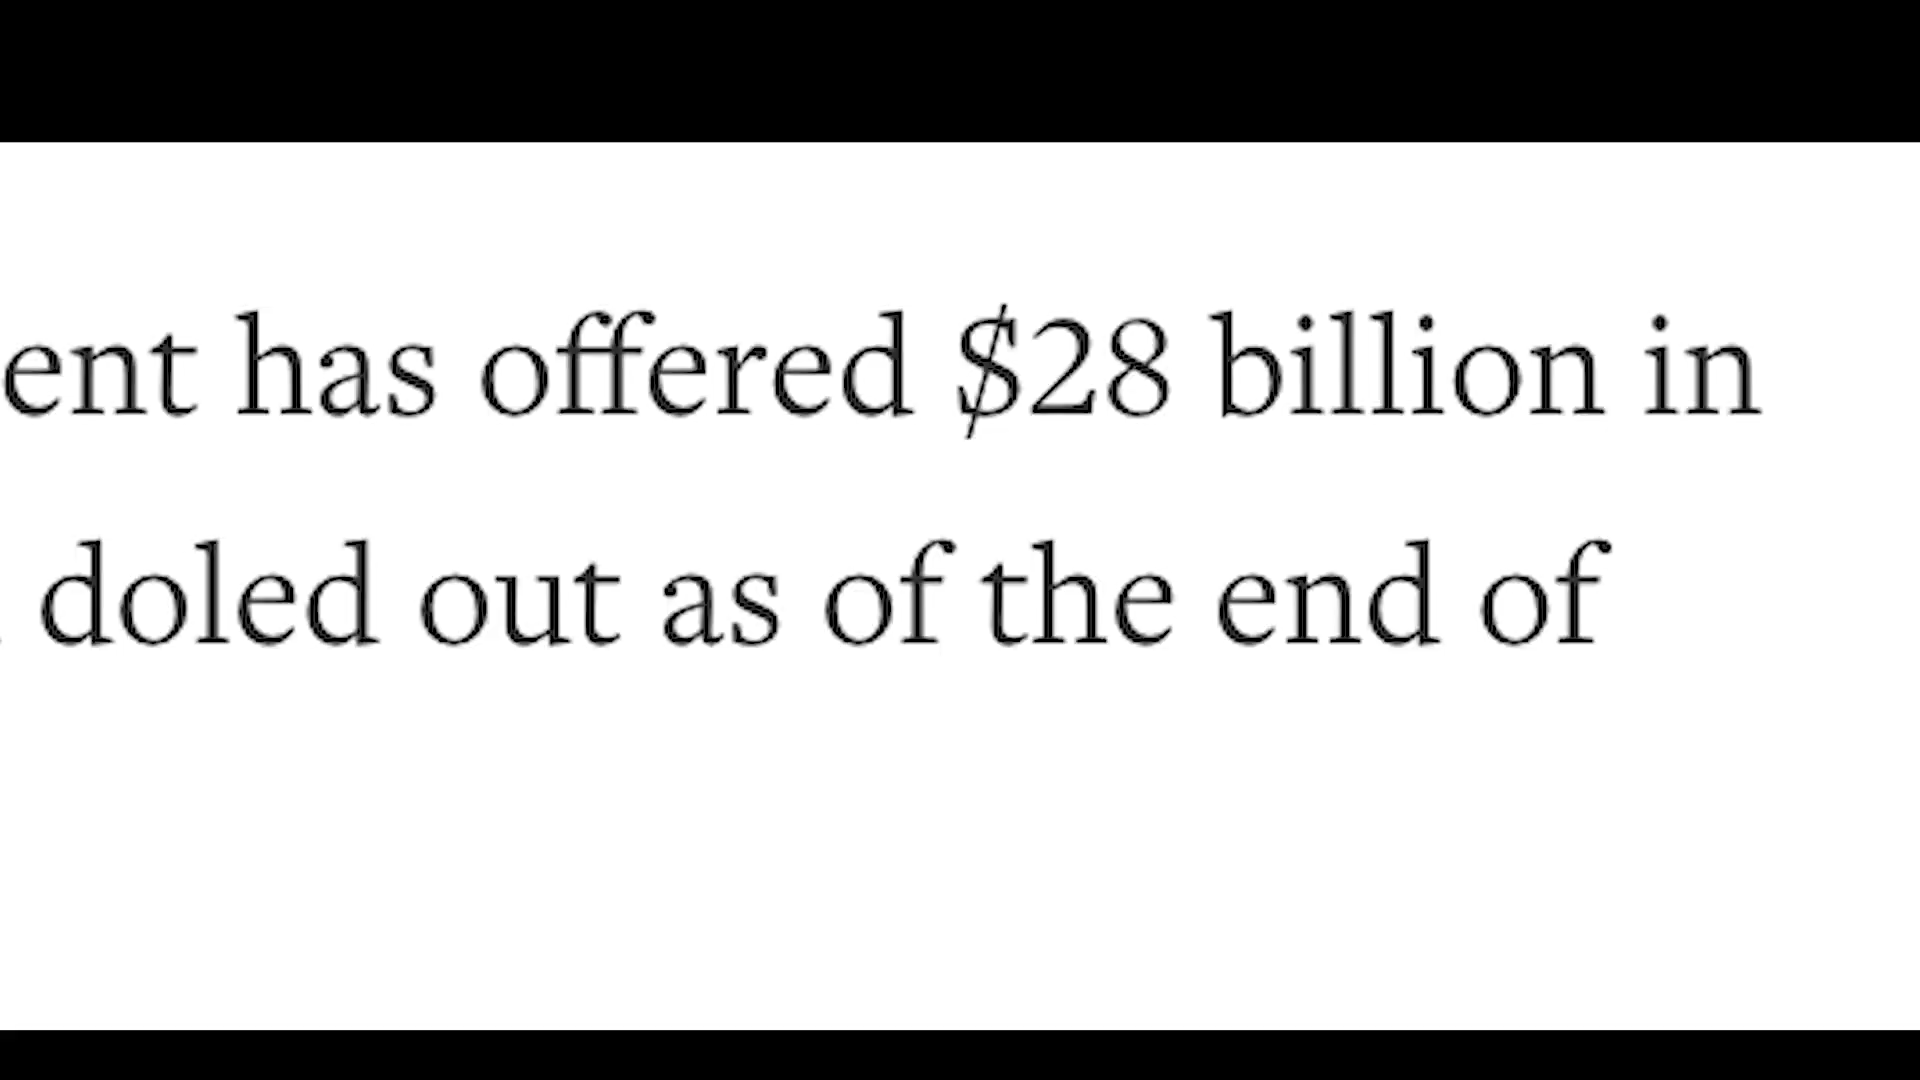 ent has offered $28 billion in
doled out as of the end of